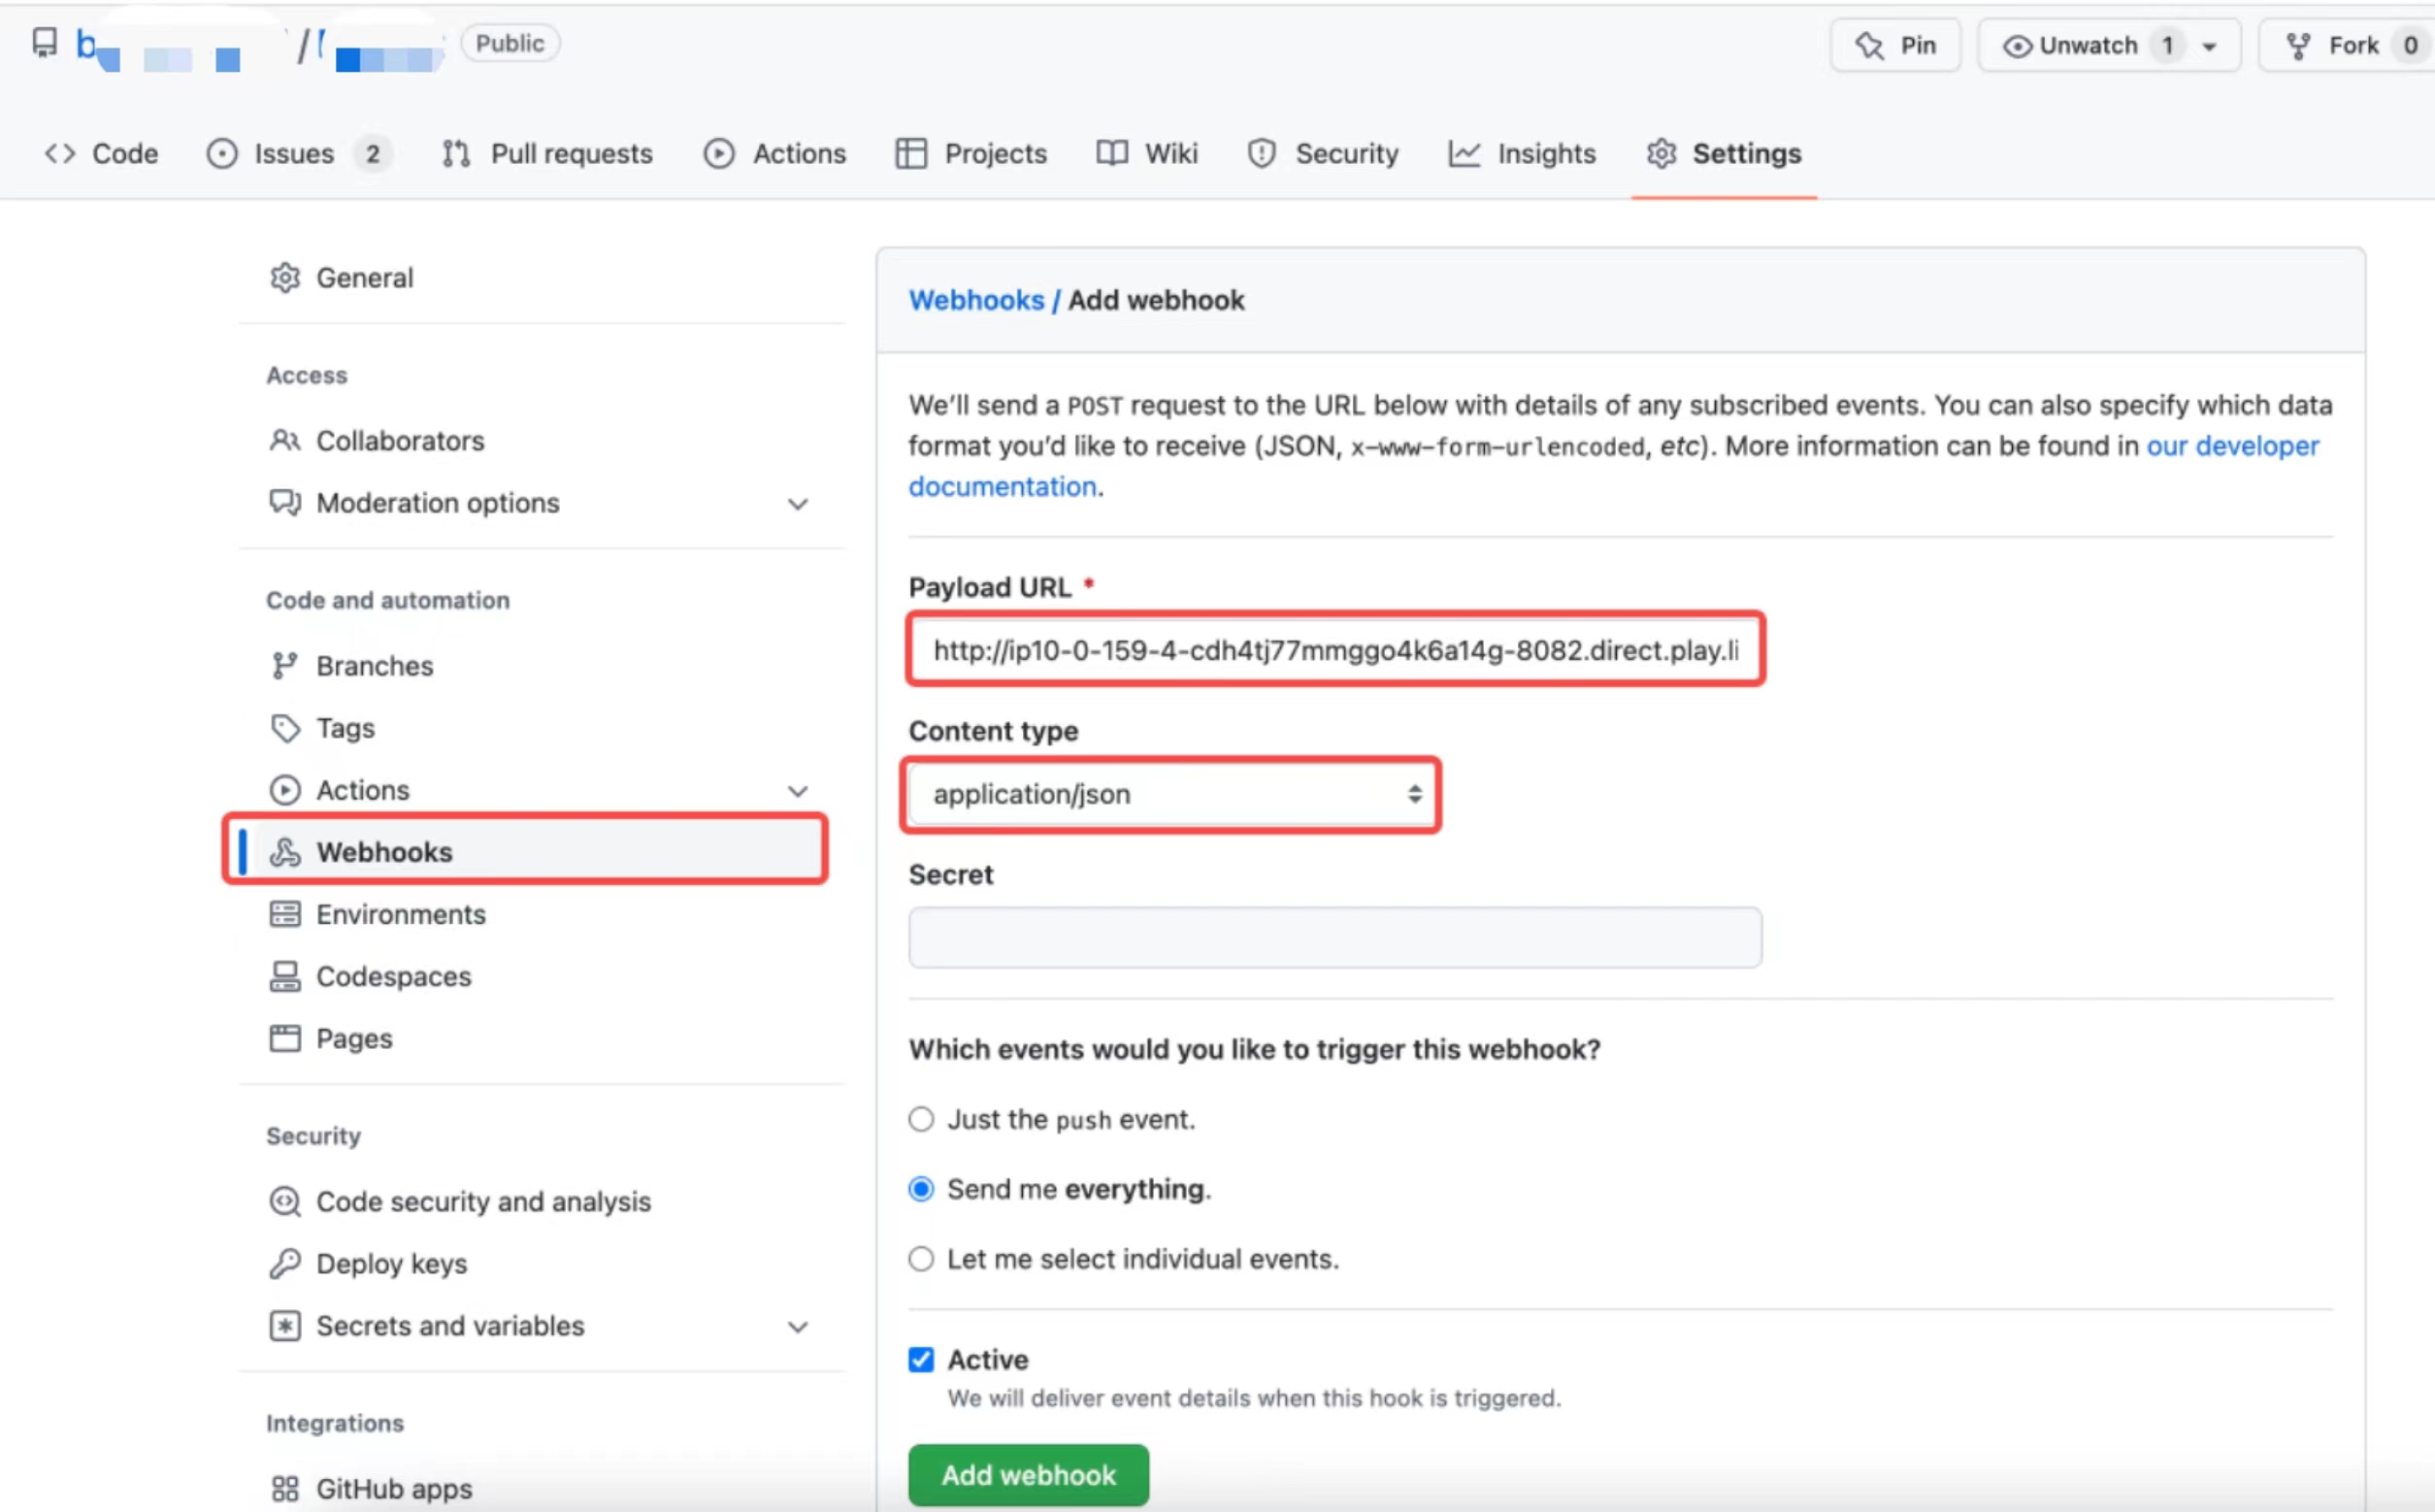 Public
Pin
Unwatch 1
Fork 0
Code
Issues 2
Pull requests
Actions
Projects
Wiki
Security
Insights
Settings
General
Access
Collaborators
Moderation options
Code and automation
Branches
Tags
Actions
Webhooks
Environments
Codespaces
Pages
Security
Code security and analysis
Deploy keys
Secrets and variables
Integrations
GitHub apps
Webhooks / Add webhook
We’ll send a POST request to the URL below with details of any subscribed events. You can also specify which data
format you’d like to receive (JSON, x-www-form-urlencoded, etc). More information can be found in our developer
documentation.
Payload URL *
http://ip10-0-159-4-cdh4tj77mmggo4k6a14g-8082.direct.play.li
Content type
application/json
Secret
Which events would you like to trigger this webhook?
Just the push event.
Send me everything.
Let me select individual events.
Active
We will deliver event details when this hook is triggered.
Add webhook